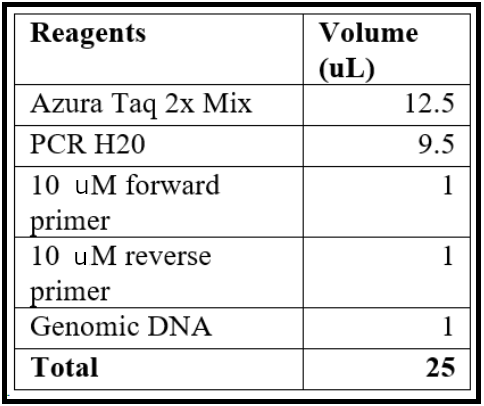 Reagents Volume
(uL)
Azura Taq 2x Mix 12.5
PCR H20 9.5
10 uM forward 1
primer
10 uM reverse 1
primer
Genomic DNA 1
Total 25